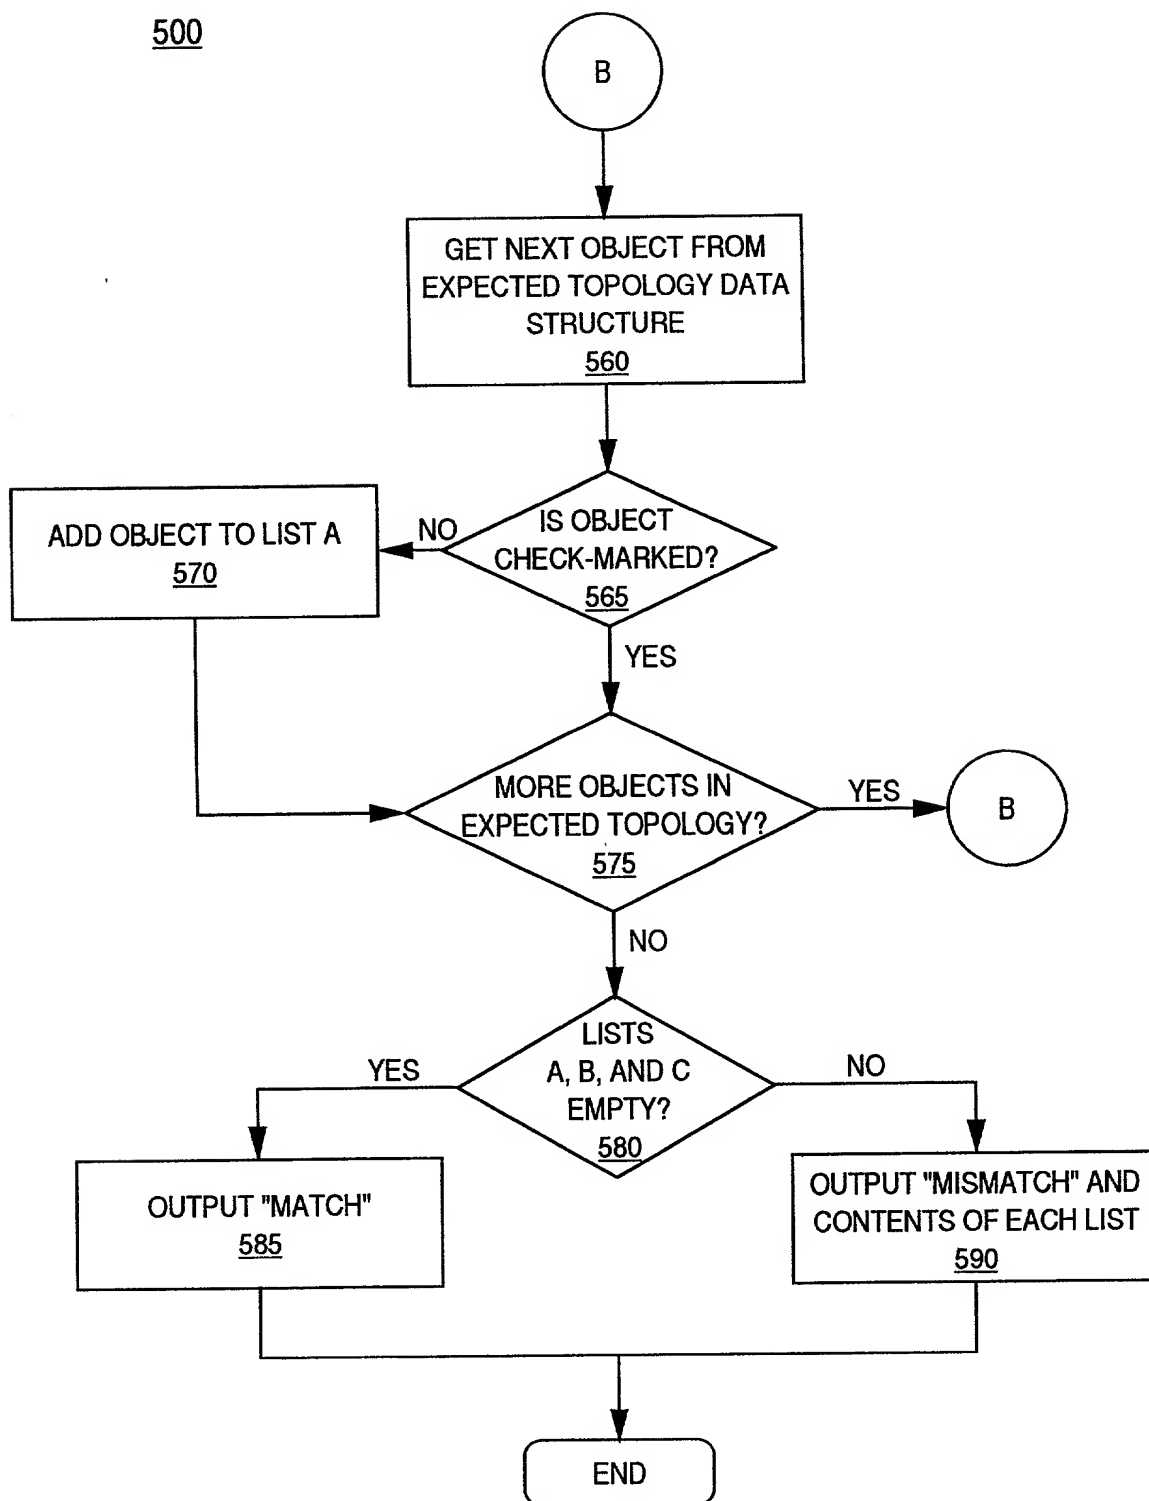 500
B
GET NEXT OBJECT FROM
EXPECTED TOPOLOGY DATA
STRUCTURE
560
IS OBJECT
CHECK-MARKED?
565
NO
ADD OBJECT TO LIST A
570
YES
MORE OBJECTS IN
EXPECTED TOPOLOGY?
575
YES
B
NO
LISTS
A, B, AND C
EMPTY?
580
YES
NO
OUTPUT "MATCH"
585
OUTPUT "MISMATCH" AND
CONTENTS OF EACH LIST
590
END